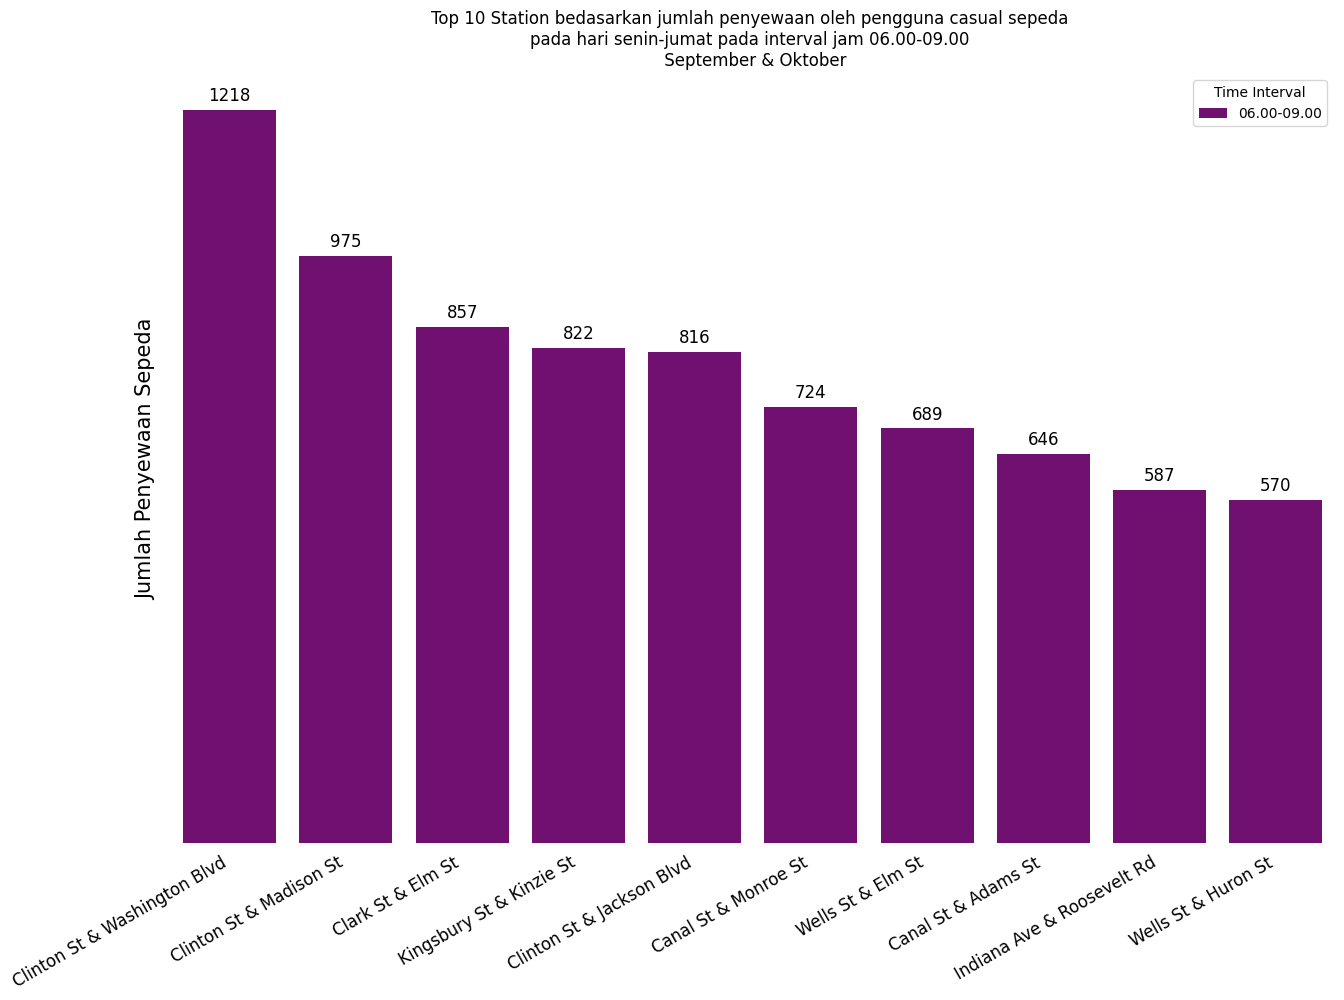 Top 10 Station bedasarkan jumlah penyewaan oleh pengguna casual sepeda
pada hari senin-jumat pada interval jam 06.00-09.00
September & Oktober
Time Interval
06.00-09.00
Jumlah Penyewaan Sepeda
1218
975
857
822
816
724
689
646
587
570
Clinton St & Washington Blvd
Clinton St & Madison St
Clark St & Elm St
Kingsbury St & Kinzie St
Clinton St & Jackson Blvd
Canal St & Monroe St
Wells St & Elm St
Canal St & Adams St
Indiana Ave & Roosevelt Rd
Wells St & Huron St